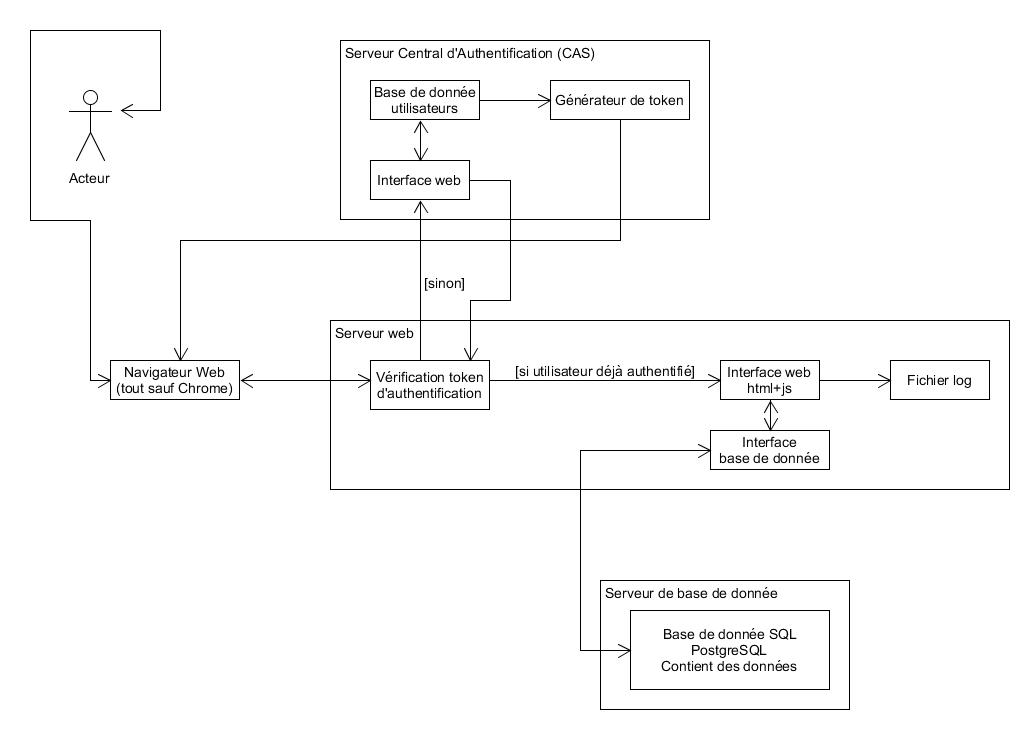 Serveur Central d'Authentification (CAS)
Base de donnée
utilisateurs
Générateur de token
Interface web
Acteur
[sinon]
Serveur web
Navigateur Web
(tout sauf Chrome)
Vérification token
d'authentification
[si utilisateur déjà authentifié]
Interface web
html+js
Fichier log
Interface
base de donnée
Serveur de base de donnée
Base de donnée SQL
PostgreSQL
Contient des données